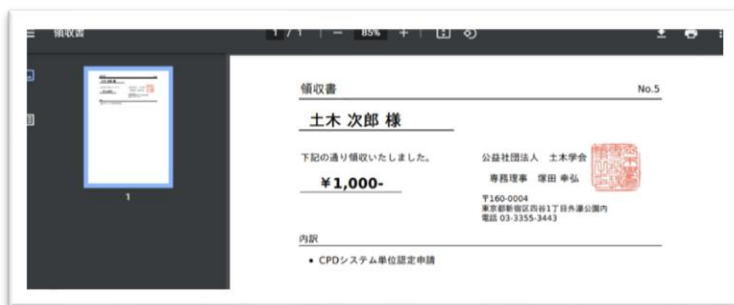 領収書
1 / 1
85%
1
領収書
No.5
土木 次郎 様
下記の通り領収いたしました。
¥1,000-
公益社団法人 土木学会
専務理事 塚田 幸弘
〒160-0004
東京都新宿区四谷1丁目外濠公園内
電話 03-3355-3443
内訳
• CPDシステム単位認定申請